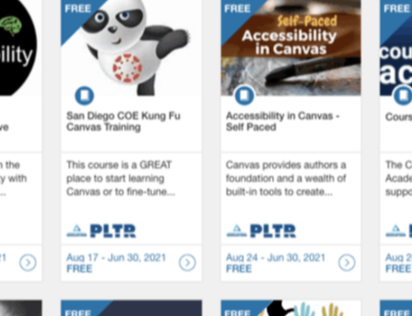 FREE
FREE
FREE
Self-Paced
Accessibility
in Canvas
ility
cou
ac
San Diego COE Kung Fu
Canvas Training
Accessibility in Canvas -
Self Paced
Cours
ve
This course is a GREAT
place to start learning
Canvas or to fine-tune...
Canvas provides authors a
foundation and a wealth of
built-in tools to create...
n the
y with
...
The C
Acade
suppo
PLTR
PLTR
21
Aug 17 - Jun 30, 2021
FREE
Aug 24 - Jun 30, 2021
FREE
Aug 2
FREE
FREE
FREE
FREE